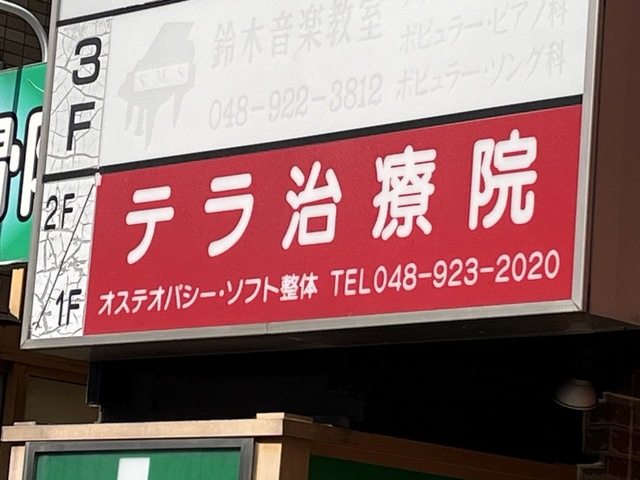 3F
鈴木音楽教室
ポピュラー・ピアノ科
ポピュラー・ソング科
S.M.S
048-922-3812
2F/1F
テラ治療院
オステオパシー・ソフト整体 TEL048-923-2020